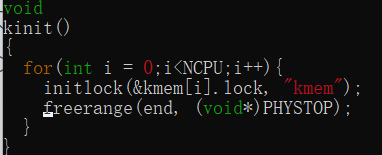 void
kinit()
{
  for(int i = 0;i<NCPU;i++){
    initlock(&kmem[i].lock, "kmem");
    freerange(end, (void*)PHYSTOP);
  }
}